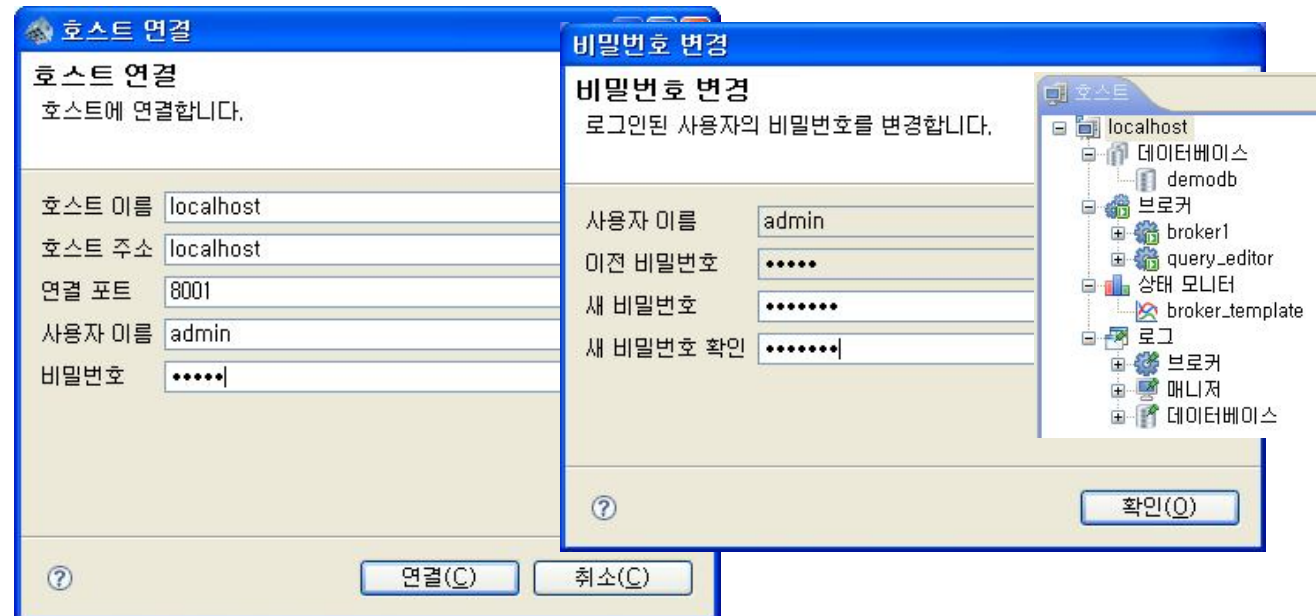 호스트 연결
호스트 연결
호스트에 연결합니다.
호스트 이름 localhost
호스트 주소 localhost
연결 포트 8001
사용자 이름 admin
비밀번호 •••••
연결(C) 취소(C)
비밀번호 변경
비밀번호 변경
로그인된 사용자의 비밀번호를 변경합니다.
사용자 이름 admin
이전 비밀번호 •••••
새 비밀번호 •••••••
새 비밀번호 확인 •••••••
확인(O)
호스트
localhost
데이터베이스
demodb
브로커
broker1
query_editor
상태 모니터
broker_template
로그
브로커
매니저
데이터베이스